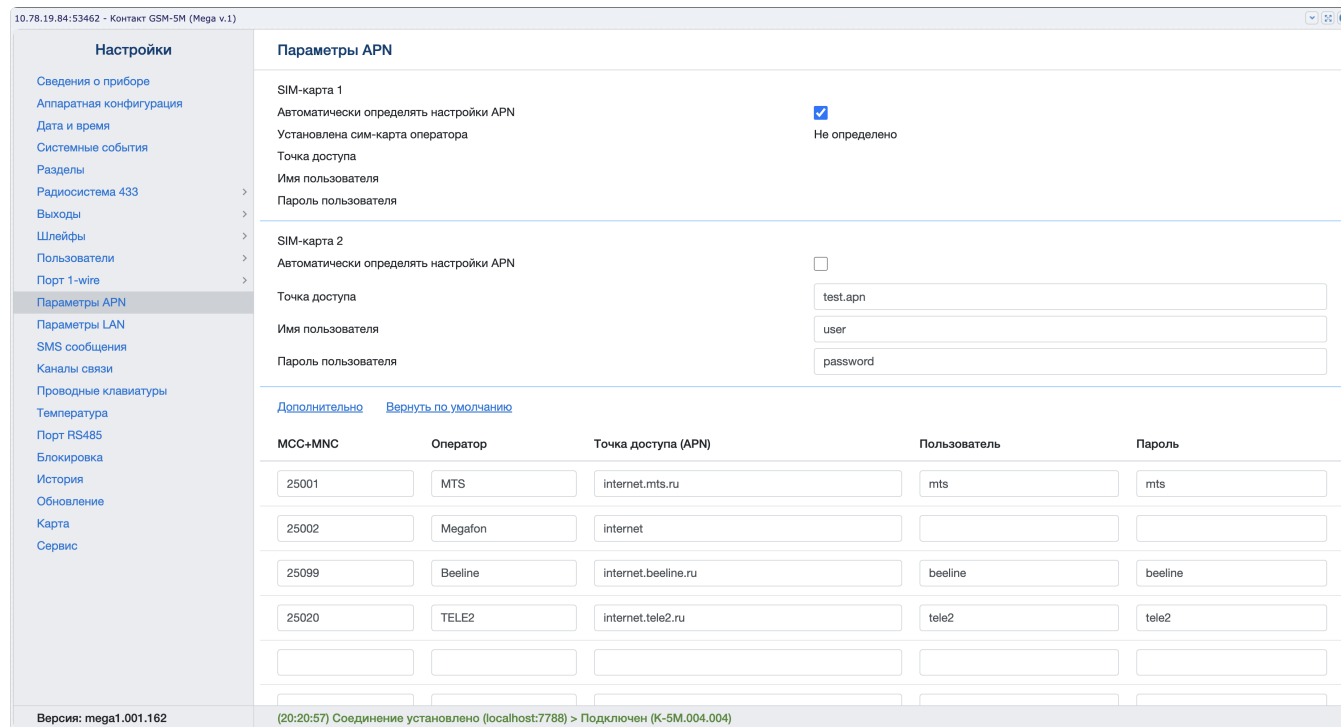 10.78.19.84:53462 - Контакт GSM-5M (Mega v.1)
Настройки
Сведения о приборе
Аппаратная конфигурация
Дата и время
Системные события
Разделы
Радиосистема 433
Выходы
Шлейфы
Пользователи
Порт 1-wire
Параметры APN
Параметры LAN
SMS сообщения
Каналы связи
Проводные клавиатуры
Температура
Порт RS485
Блокировка
История
Обновление
Карта
Сервис
Версия: mega1.001.162
Параметры APN
SIM-карта 1
Автоматически определять настройки APN
Установлена сим-карта оператора Не определено
Точка доступа
Имя пользователя
Пароль пользователя
SIM-карта 2
Автоматически определять настройки APN
Точка доступа test.apn
Имя пользователя user
Пароль пользователя password
Дополнительно Вернуть по умолчанию
MCC+MNC Оператор Точка доступа (APN) Пользователь Пароль
25001 MTS internet.mts.ru mts mts
25002 Megafon internet
25099 Beeline internet.beeline.ru beeline beeline
25020 TELE2 internet.tele2.ru tele2 tele2
(20:20:57) Соединение установлено (localhost:7788) > Подключен (K-5M.004.004)